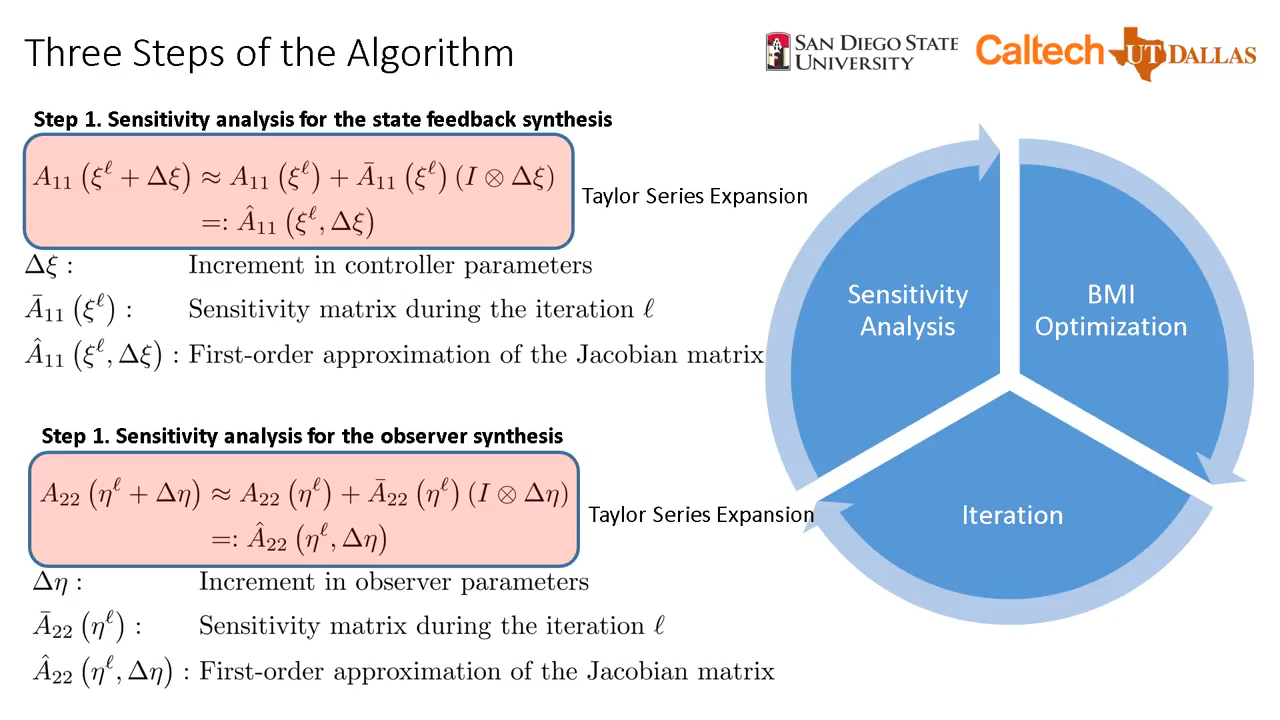 Three Steps of the Algorithm
SAN DIEGO STATE
UNIVERSITY
Caltech
UT DALLAS
Step 1. Sensitivity analysis for the state feedback synthesis
A₁₁ (ξ^ℓ + Δξ) ≈ A₁₁ (ξ^ℓ) + Ā₁₁ (ξ^ℓ) (I ⊗ Δξ)
=: Â₁₁ (ξ^ℓ, Δξ)
Taylor Series Expansion
Δξ : Increment in controller parameters
Ā₁₁ (ξ^ℓ) : Sensitivity matrix during the iteration ℓ
Â₁₁ (ξ^ℓ, Δξ) : First-order approximation of the Jacobian matrix
Step 1. Sensitivity analysis for the observer synthesis
A₂₂ (η^ℓ + Δη) ≈ A₂₂ (η^ℓ) + Ā₂₂ (η^ℓ) (I ⊗ Δη)
=: Â₂₂ (η^ℓ, Δη)
Taylor Series Expansion
Δη : Increment in observer parameters
Ā₂₂ (η^ℓ) : Sensitivity matrix during the iteration ℓ
Â₂₂ (η^ℓ, Δη) : First-order approximation of the Jacobian matrix
Sensitivity
Analysis
BMI
Optimization
Iteration